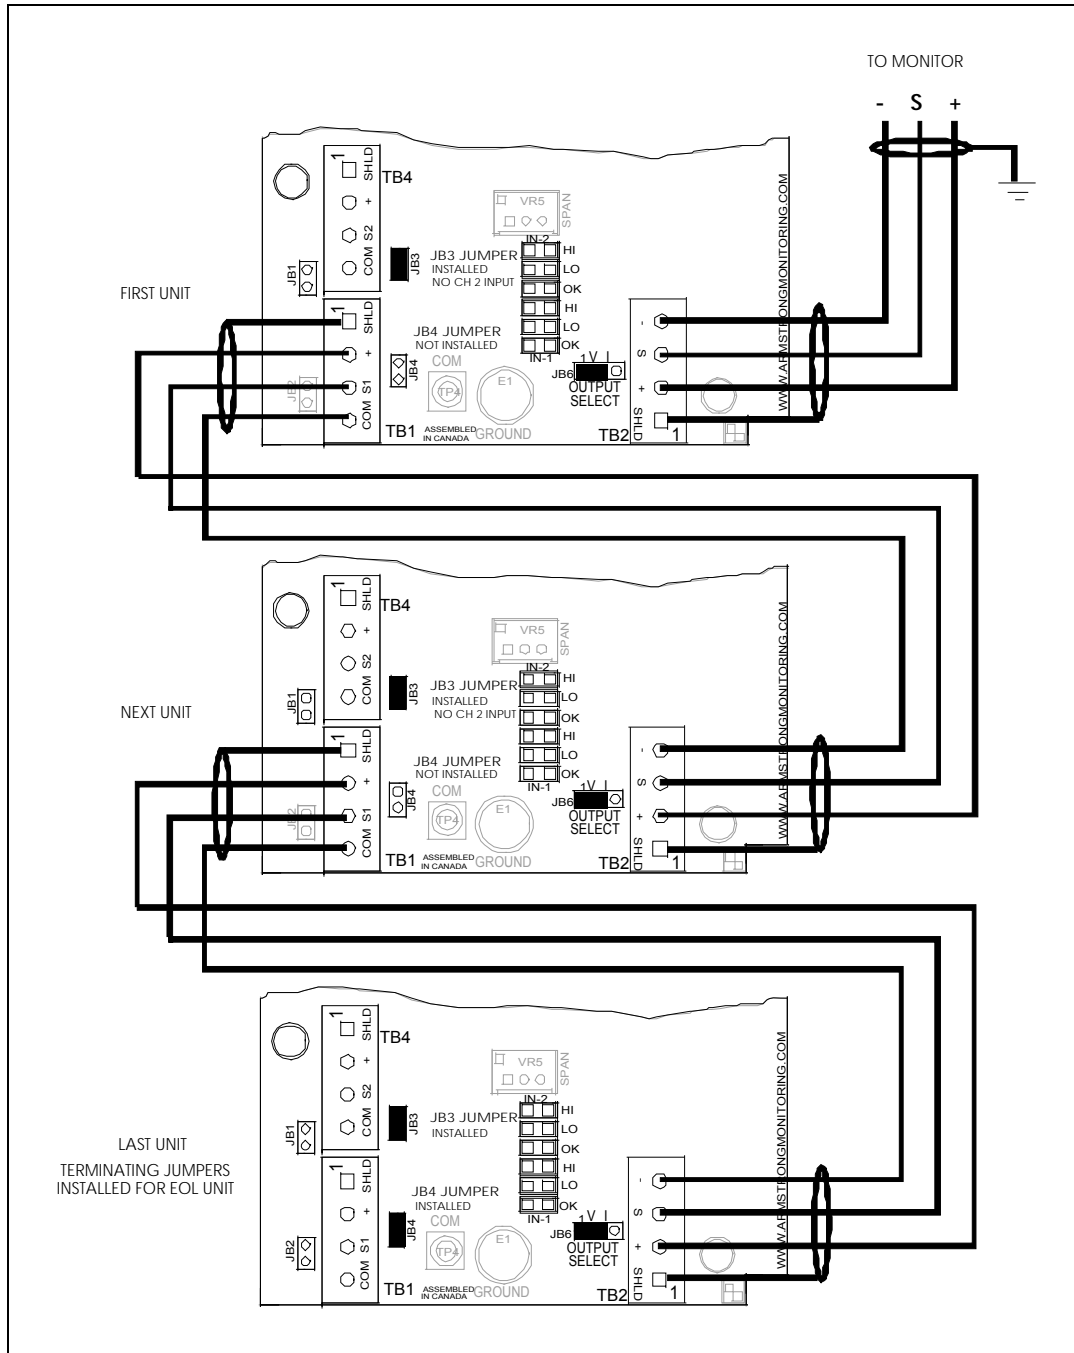 TO MONITOR
- S +
FIRST UNIT
1
SHLD
+
S2
COM
TB4
JB1
JB3
VR5
SPAN
JB3 JUMPER
INSTALLED
NO CH 2 INPUT
IN-2
HI
LO
OK
HI
LO
OK
IN-1
1
SHLD
+
S1
COM
TB1
JB2
JB4
JB4 JUMPER
NOT INSTALLED
COM
TP4
E1
GROUND
ASSEMBLED
IN CANADA
1 V I
JB6
OUTPUT
SELECT
-
S
+
SHLD
TB2
1
WWW.ARMSTRONGMONITORING.COM
NEXT UNIT
1
SHLD
+
S2
COM
TB4
JB1
JB3
VR5
SPAN
JB3 JUMPER
INSTALLED
NO CH 2 INPUT
IN-2
HI
LO
OK
HI
LO
OK
IN-1
1
SHLD
+
S1
COM
TB1
JB2
JB4
JB4 JUMPER
NOT INSTALLED
COM
TP4
E1
GROUND
ASSEMBLED
IN CANADA
1 V I
JB6
OUTPUT
SELECT
-
S
+
SHLD
TB2
1
WWW.ARMSTRONGMONITORING.COM
LAST UNIT
TERMINATING JUMPERS
INSTALLED FOR EOL UNIT
1
SHLD
+
S2
COM
TB4
JB1
JB3
VR5
SPAN
JB3 JUMPER
INSTALLED
IN-2
HI
LO
OK
HI
LO
OK
IN-1
1
SHLD
+
S1
COM
TB1
JB2
JB4
JB4 JUMPER
INSTALLED
COM
TP4
E1
GROUND
ASSEMBLED
IN CANADA
1 V I
JB6
OUTPUT
SELECT
-
S
+
SHLD
TB2
1
WWW.ARMSTRONGMONITORING.COM